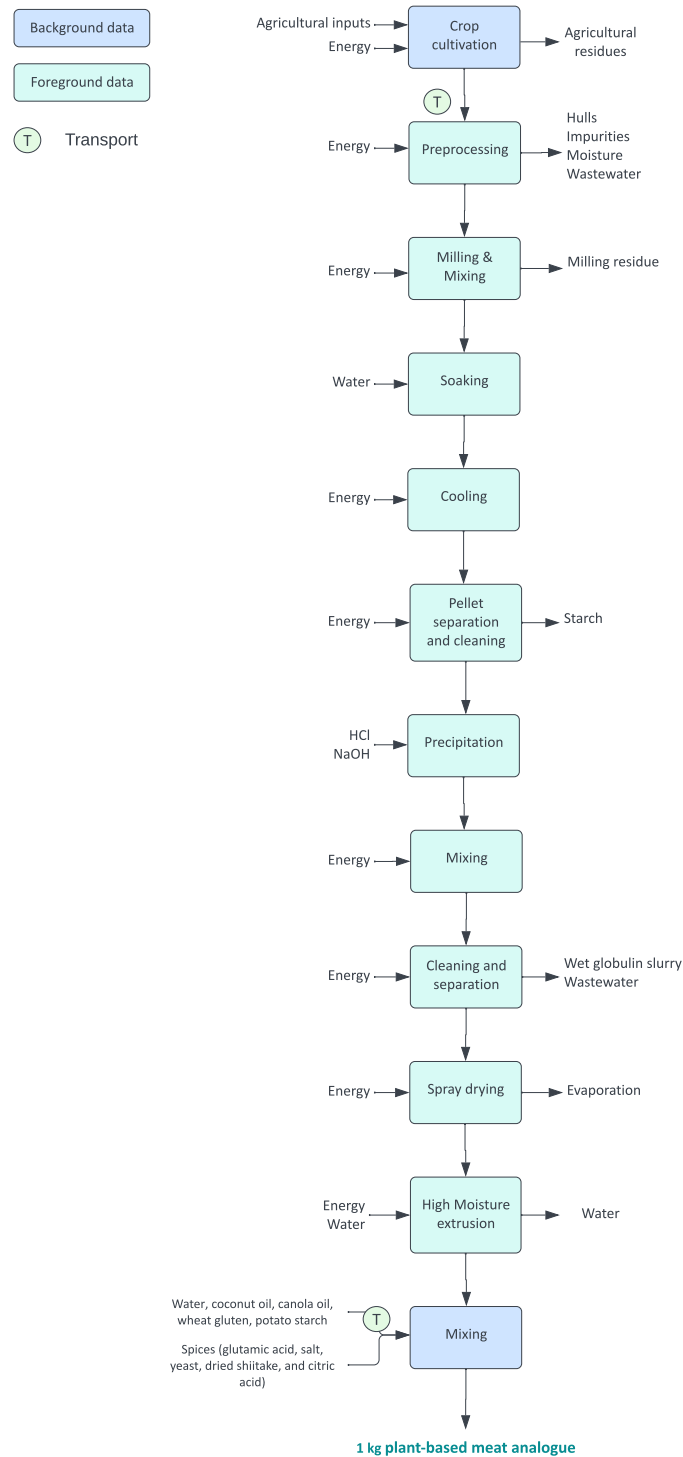 Background data
Foreground data
T Transport
Agricultural inputs
Energy
Crop
cultivation
Agricultural
residues
T
Energy
Preprocessing
Hulls
Impurities
Moisture
Wastewater
Energy
Milling &
Mixing
Milling residue
Water
Soaking
Energy
Cooling
Energy
Pellet
separation
and cleaning
Starch
HCl
NaOH
Precipitation
Energy
Mixing
Energy
Cleaning and
separation
Wet globulin slurry
Wastewater
Energy
Spray drying
Evaporation
Energy
Water
High Moisture
extrusion
Water
Water, coconut oil, canola oil,
wheat gluten, potato starch
T
Spices (glutamic acid, salt,
yeast, dried shiitake, and citric
acid)
Mixing
1 kg plant-based meat analogue